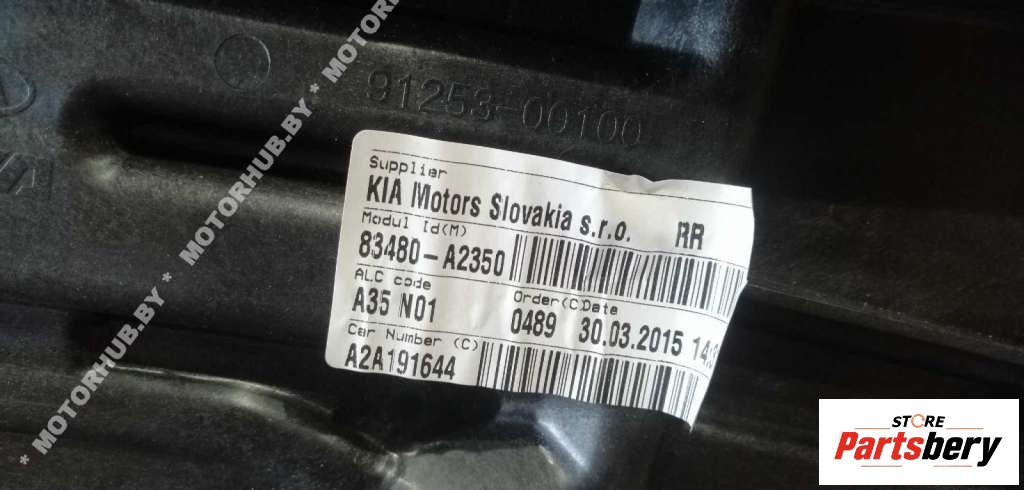 91253-00100
Supplier
KIA Motors Slovakia s.r.o. RR
Modul Id(M)
83480-A2350
ALC code
Order(C)Date
A35 N01
0489 30.03.2015
Car Number (C)
A2A191644
* MOTORHUB.BY * MOTORHUB.BY * MOTORHUB
STORE
Partsbery